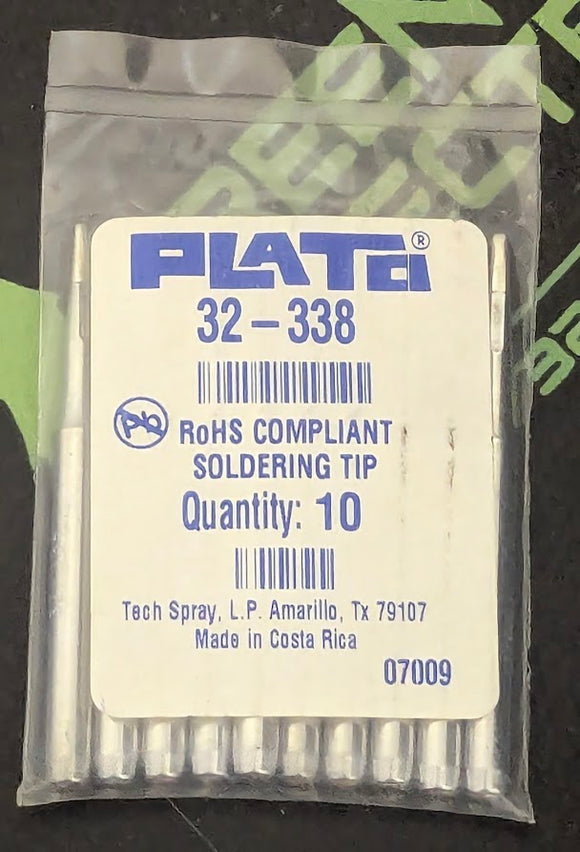 PLATO®
32-338
Pb
RoHS COMPLIANT
SOLDERING TIP
Quantity: 10
Tech Spray, L.P. Amarillo, Tx 79107
Made in Costa Rica
07009